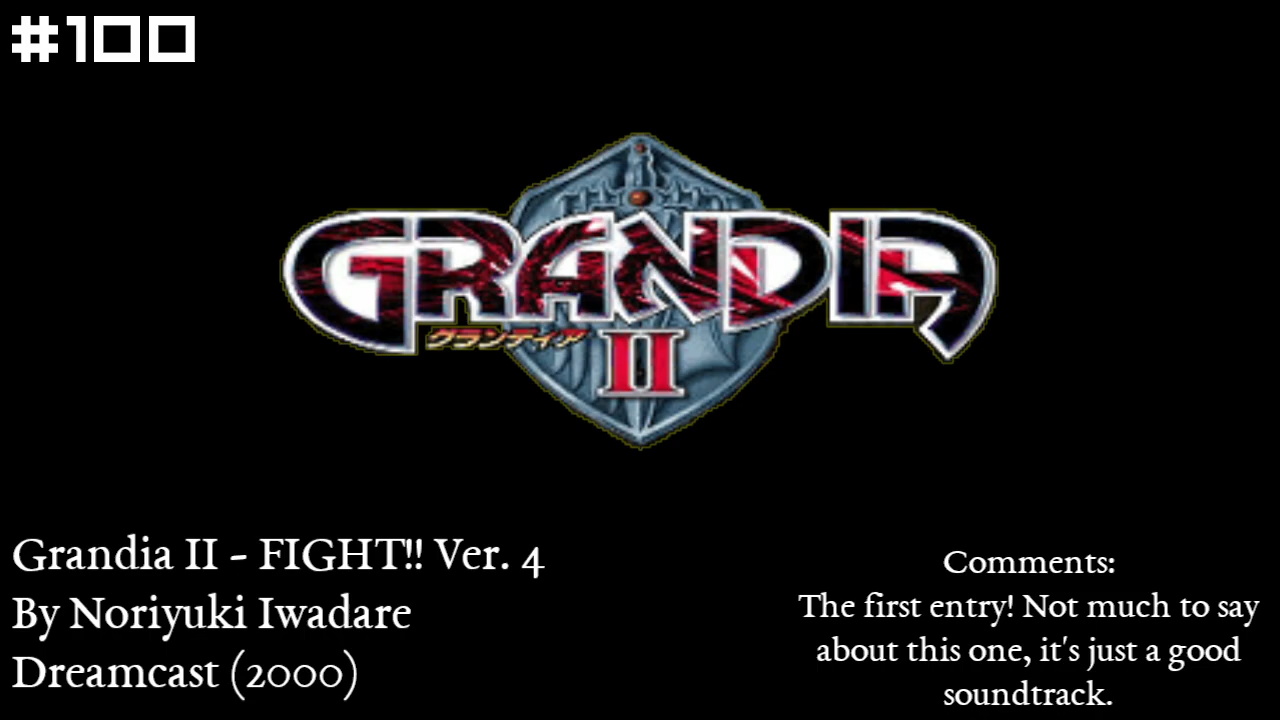 #100
GRANDIA
グランディア
II
Grandia II - FIGHT!! Ver. 4
By Noriyuki Iwadare
Dreamcast (2000)
Comments:
The first entry! Not much to say
about this one, it's just a good
soundtrack.